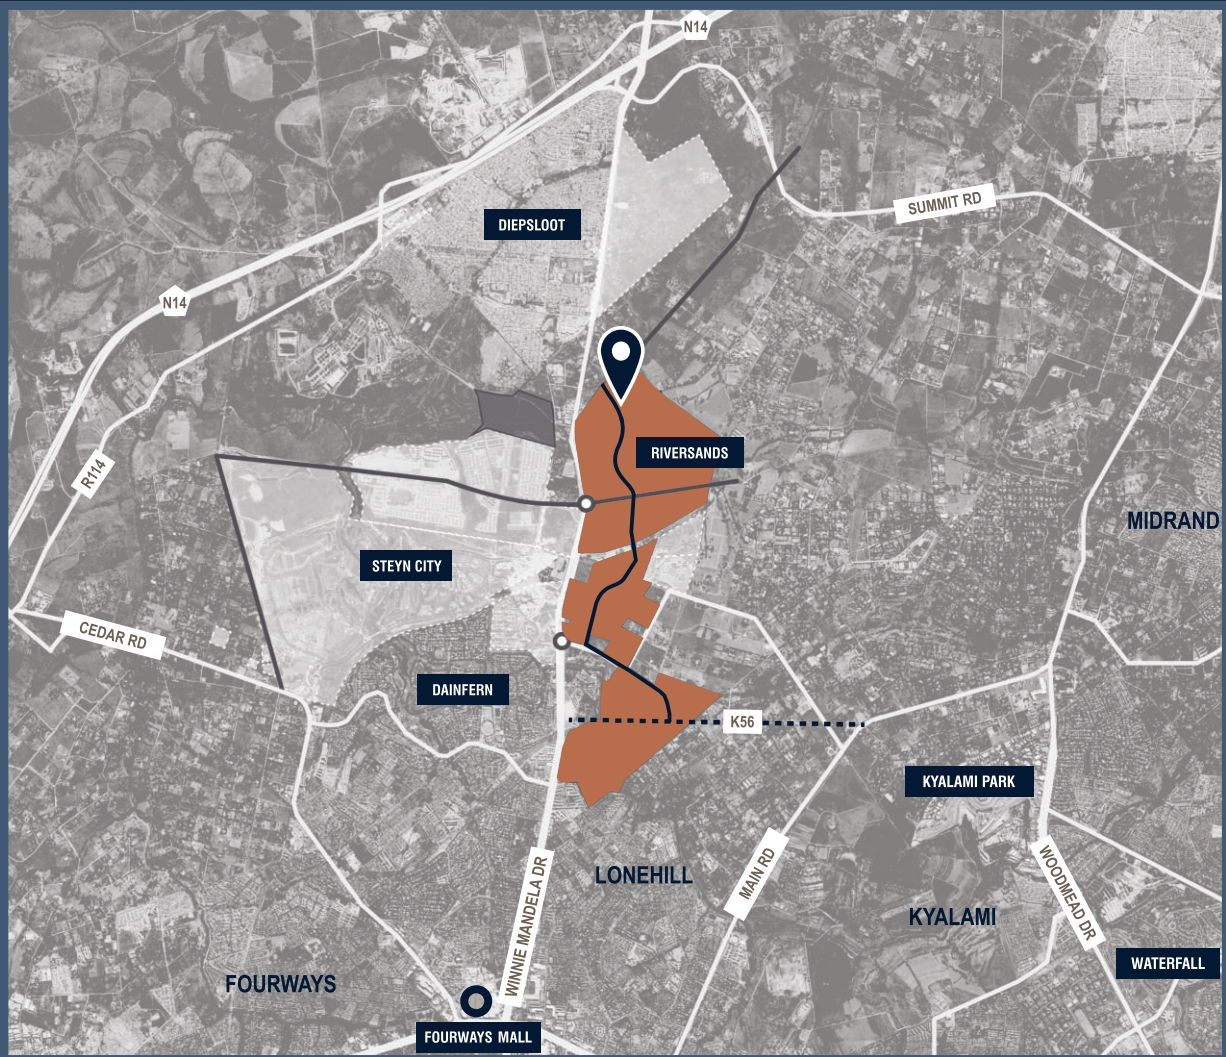 N14
SUMMIT RD
DIEPSLOOT
N14
RIVERSANDS
R114
MIDRAND
STEYN CITY
CEDAR RD
DAINFERN
K56
KYALAMI PARK
LONEHILL
MAIN RD
WOODMEAD DR
KYALAMI
WINNIE MANDELA DR
WATERFALL
FOURWAYS
FOURWAYS MALL